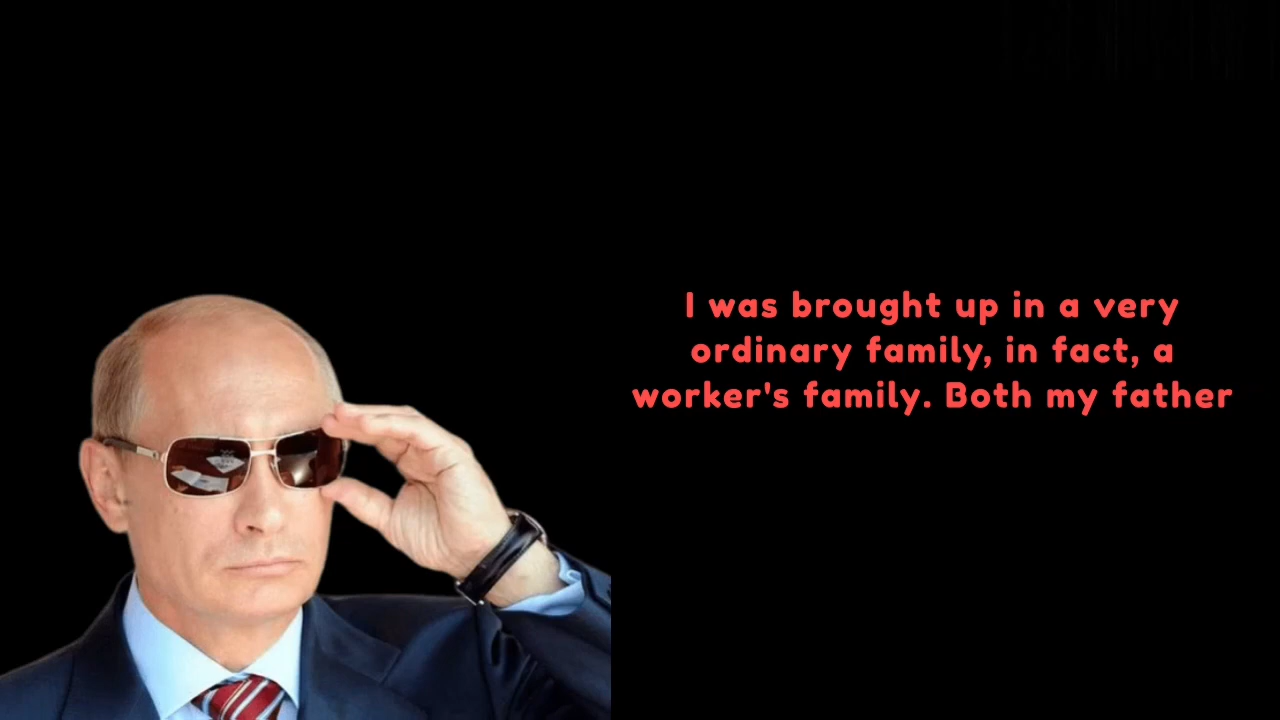 I was brought up in a very
ordinary family, in fact, a
worker's family. Both my father